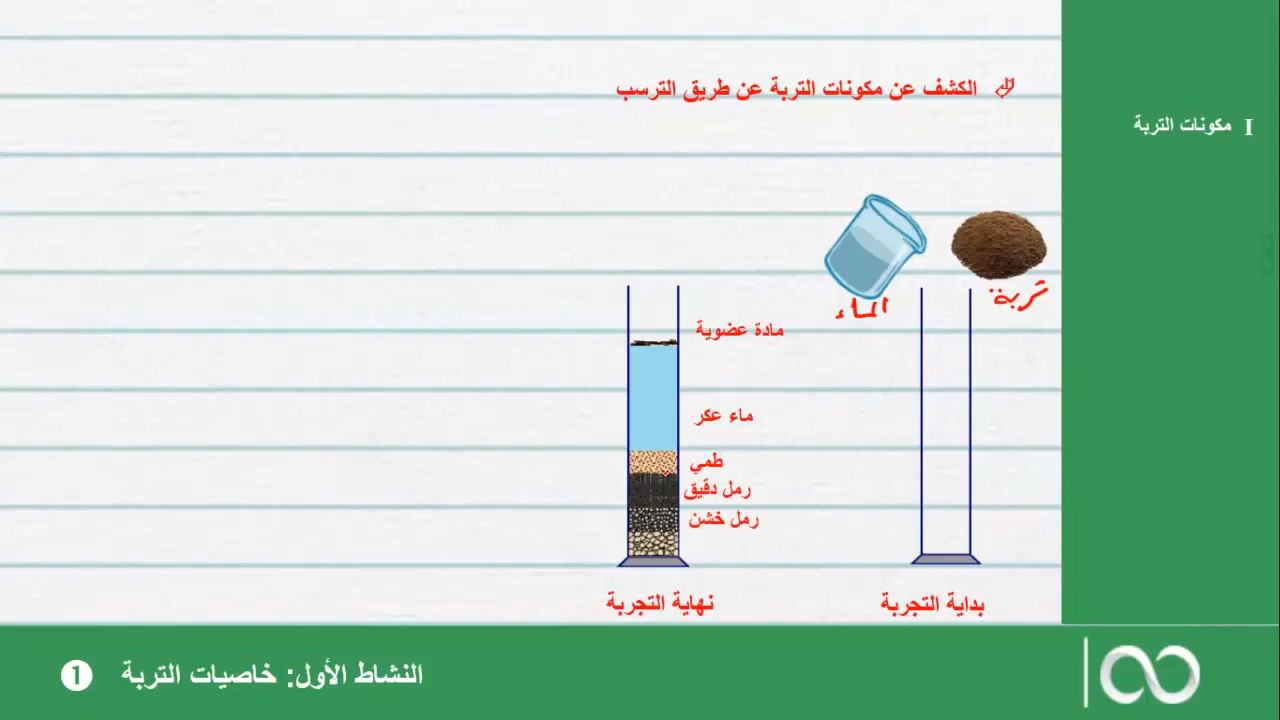 الكشف عن مكونات التربة عن طريق الترسب
I مكونات التربة
تربة
الماء
مادة عضوية
ماء عكر
طمي
رمل دقيق
رمل خشن
بداية التجربة
نهاية التجربة
النشاط الأول: خاصيات التربة 1